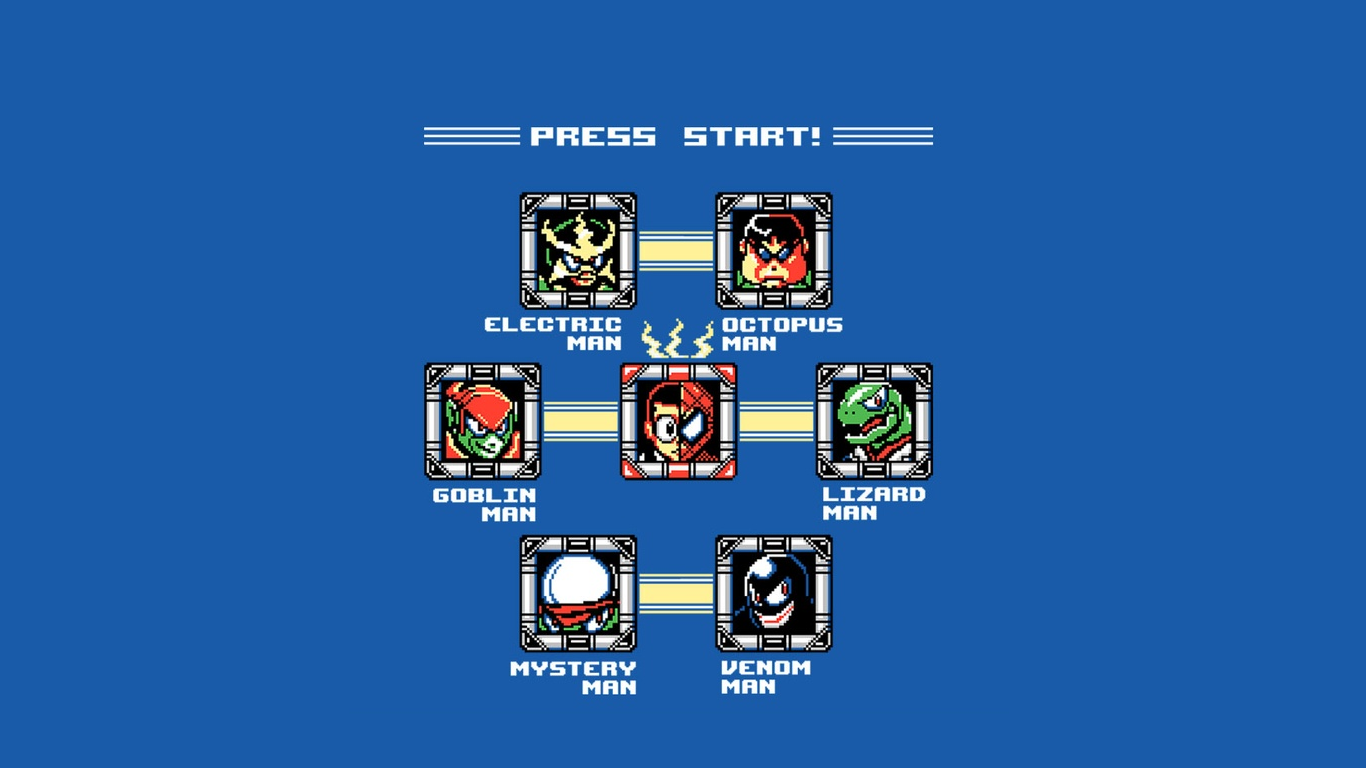 PRESS START!
ELECTRIC
MAN
OCTOPUS
MAN
GOBLIN
MAN
LIZARD
MAN
MYSTERY
MAN
VENOM
MAN